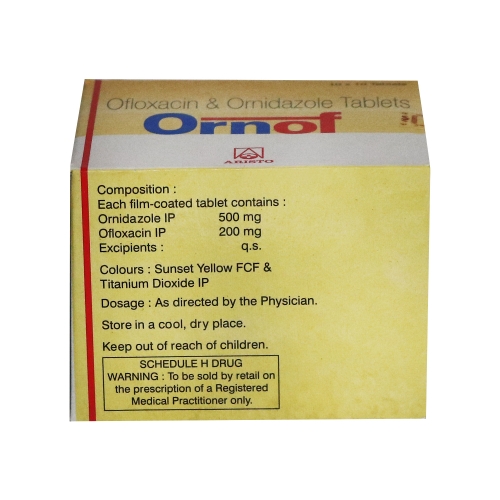 Ofloxacin & Ornidazole Tablets
Ornof
ARISTO
Composition :
Each film-coated tablet contains :
Ornidazole IP 500 mg
Ofloxacin IP 200 mg
Excipients : q.s.
Colours : Sunset Yellow FCF &
Titanium Dioxide IP
Dosage : As directed by the Physician.
Store in a cool, dry place.
Keep out of reach of children.
SCHEDULE H DRUG
WARNING : To be sold by retail on
the prescription of a Registered
Medical Practitioner only.